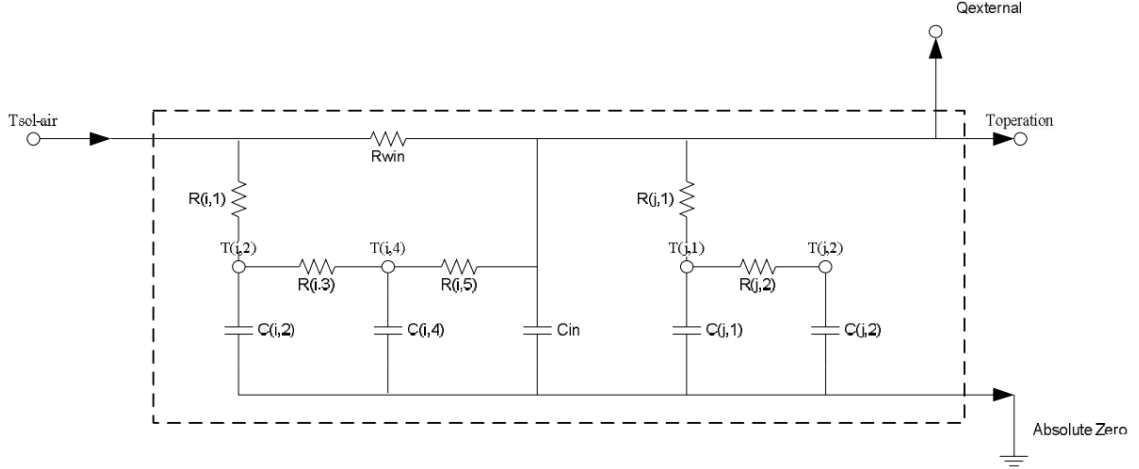 Qexternal
Tsol-air
Toperation
Rwin
R(i,1)
R(j,1)
T(i,2)
T(i,4)
T(j,1)
T(j,2)
R(i.3)
R(i,5)
R(j,2)
C(i,2)
C(i,4)
Cin
C(j,1)
C(j,2)
Absolute Zero